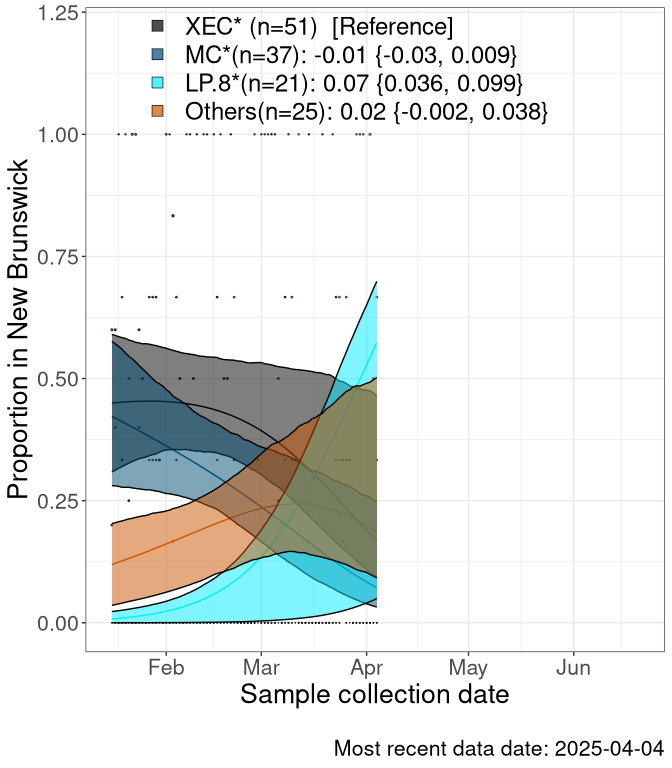 XEC* (n=51)  [Reference]
MC*(n=37): -0.01 {-0.03, 0.009}
LP.8*(n=21): 0.07 {0.036, 0.099}
Others(n=25): 0.02 {-0.002, 0.038}
1.25
1.00
0.75
0.50
0.25
0.00
Proportion in New Brunswick
Feb Mar Apr May Jun
Sample collection date
Most recent data date: 2025-04-04